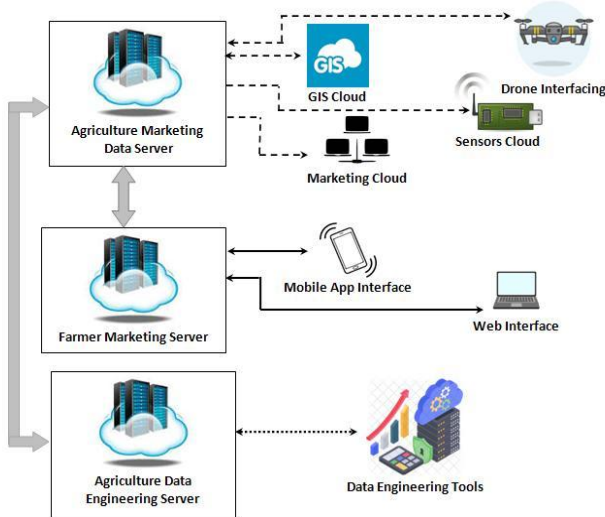 GIS
GIS Cloud
Drone Interfacing
Agriculture Marketing
Data Server
Sensors Cloud
Marketing Cloud
Mobile App Interface
Farmer Marketing Server
Web Interface
Agriculture Data
Engineering Server
Data Engineering Tools